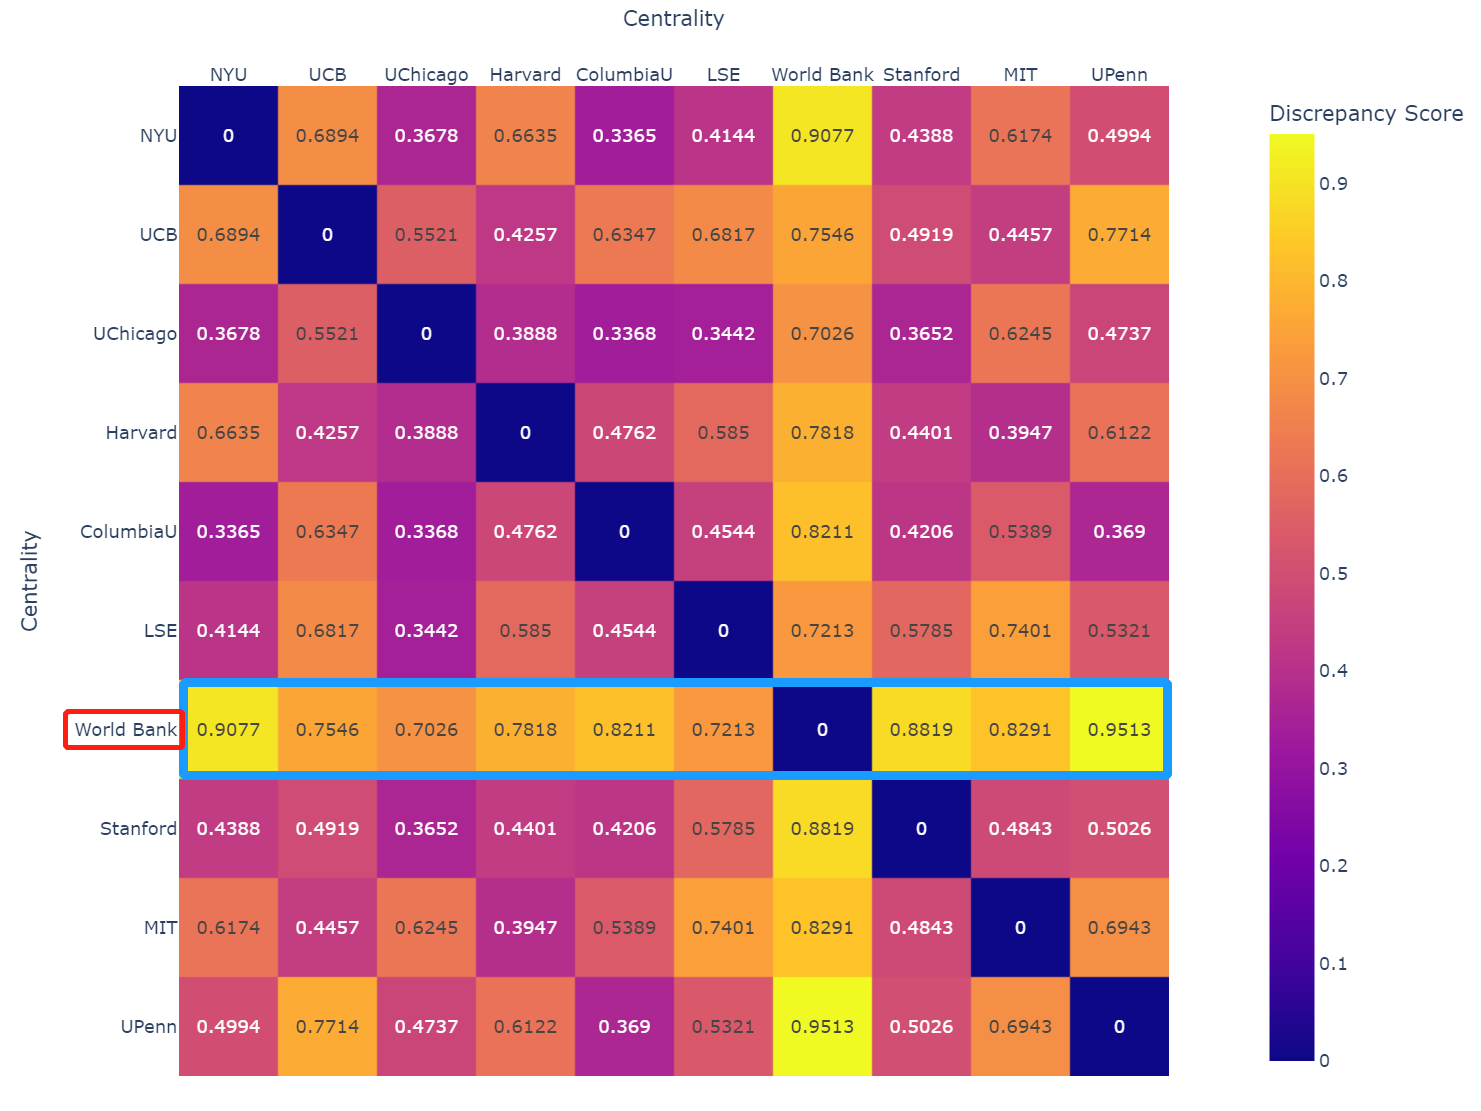 Centrality
NYU UCB UChicago Harvard ColumbiaU LSE World Bank Stanford MIT UPenn
Discrepancy Score
NYU 0 0.6894 0.3678 0.6635 0.3365 0.4144 0.9077 0.4388 0.6174 0.4994
0.9
UCB 0.6894 0 0.5521 0.4257 0.6347 0.6817 0.7546 0.4919 0.4457 0.7714
0.8
UChicago 0.3678 0.5521 0 0.3888 0.3368 0.3442 0.7026 0.3652 0.6245 0.4737
0.7
Harvard 0.6635 0.4257 0.3888 0 0.4762 0.585 0.7818 0.4401 0.3947 0.6122
0.6
ColumbiaU 0.3365 0.6347 0.3368 0.4762 0 0.4544 0.8211 0.4206 0.5389 0.369
0.5
Centrality
LSE 0.4144 0.6817 0.3442 0.585 0.4544 0 0.7213 0.5785 0.7401 0.5321
0.4
World Bank 0.9077 0.7546 0.7026 0.7818 0.8211 0.7213 0 0.8819 0.8291 0.9513
0.3
Stanford 0.4388 0.4919 0.3652 0.4401 0.4206 0.5785 0.8819 0 0.4843 0.5026
0.2
MIT 0.6174 0.4457 0.6245 0.3947 0.5389 0.7401 0.8291 0.4843 0 0.6943
0.1
UPenn 0.4994 0.7714 0.4737 0.6122 0.369 0.5321 0.9513 0.5026 0.6943 0
0